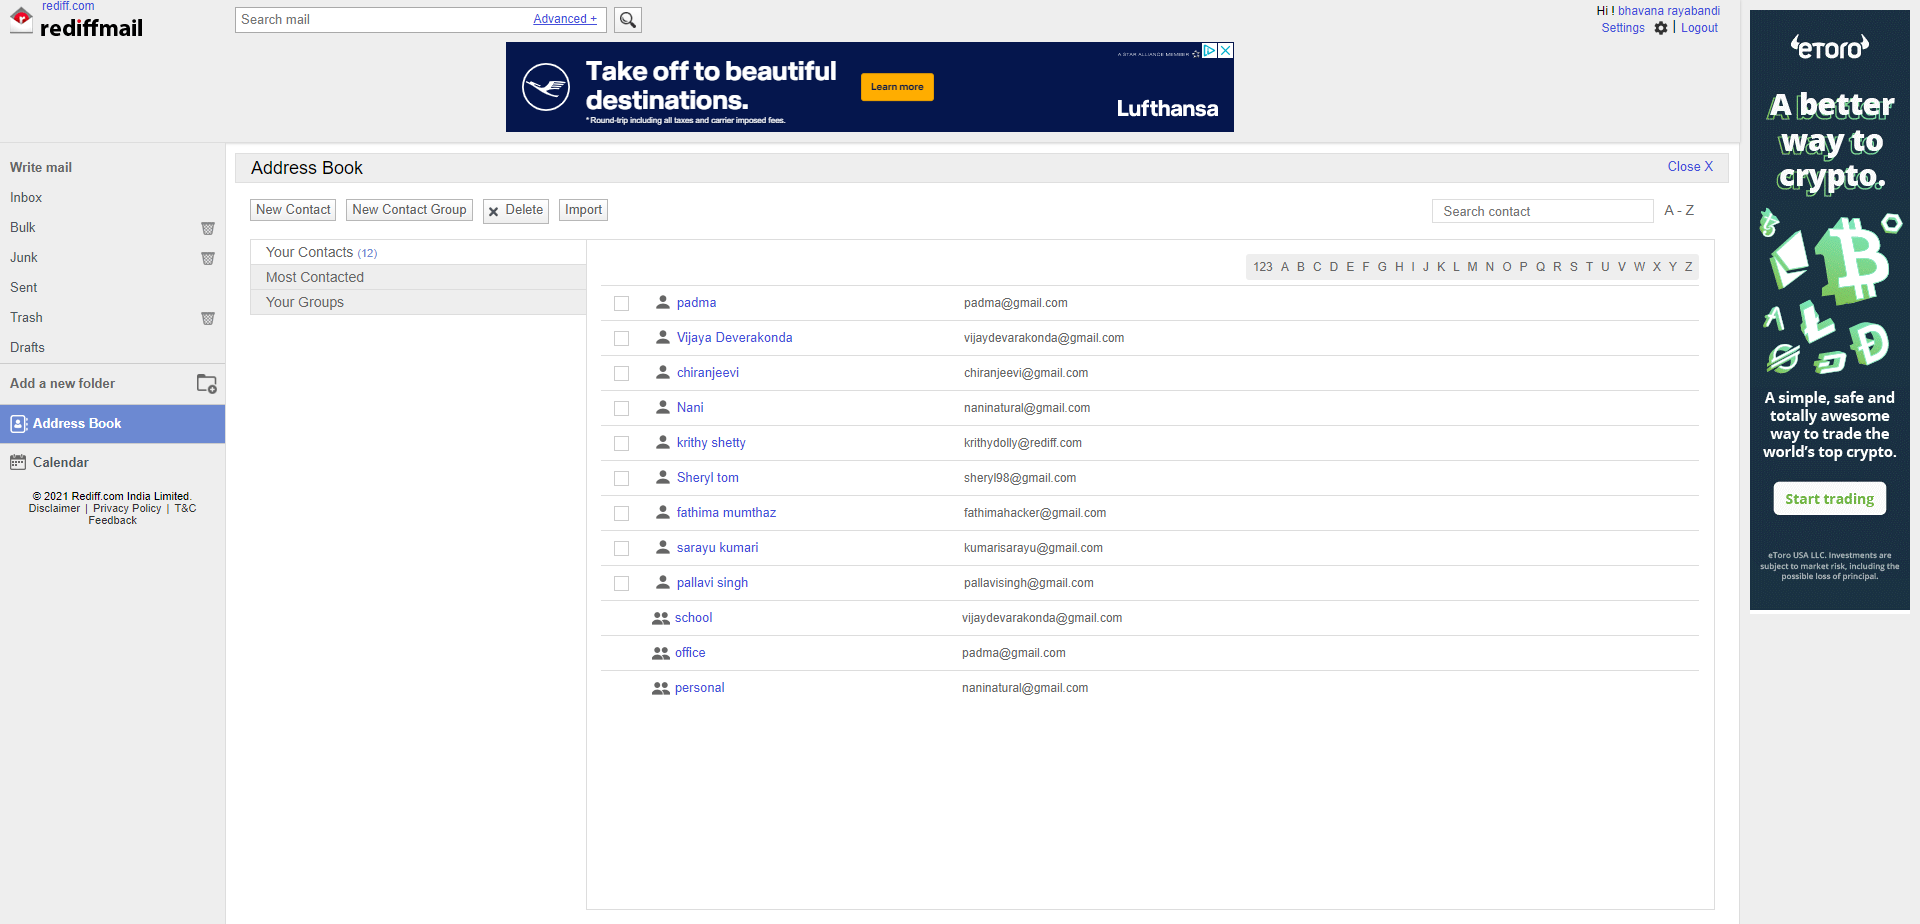 rediff.com
rediffmail
Search mail
Advanced +
Hi ! bhavana rayabandi
Settings | Logout
Take off to beautiful
destinations.
* Round-trip including all taxes and carrier imposed fees.
Learn more
A STAR ALLIANCE MEMBER
Lufthansa
Write mail
Inbox
Bulk
Junk
Sent
Trash
Drafts
Add a new folder
Address Book
Calendar
© 2021 Rediff.com India Limited.
Disclaimer | Privacy Policy | T&C
Feedback
Address Book
Close X
New Contact
New Contact Group
Delete
Import
Search contact
A - Z
Your Contacts (12)
Most Contacted
Your Groups
123 A B C D E F G H I J K L M N O P Q R S T U V W X Y Z
padma padma@gmail.com
Vijaya Deverakonda vijaydevarakonda@gmail.com
chiranjeevi chiranjeevi@gmail.com
Nani naninatural@gmail.com
krithy shetty krithydolly@rediff.com
Sheryl tom sheryl98@gmail.com
fathima mumthaz fathimahacker@gmail.com
sarayu kumari kumarisarayu@gmail.com
pallavi singh pallavisingh@gmail.com
school vijaydevarakonda@gmail.com
office padma@gmail.com
personal naninatural@gmail.com
eToro
A better
way to
crypto.
A simple, safe and
totally awesome
way to trade the
world's top crypto.
Start trading
eToro USA LLC. Investments are
subject to market risk, including the
possible loss of principal.